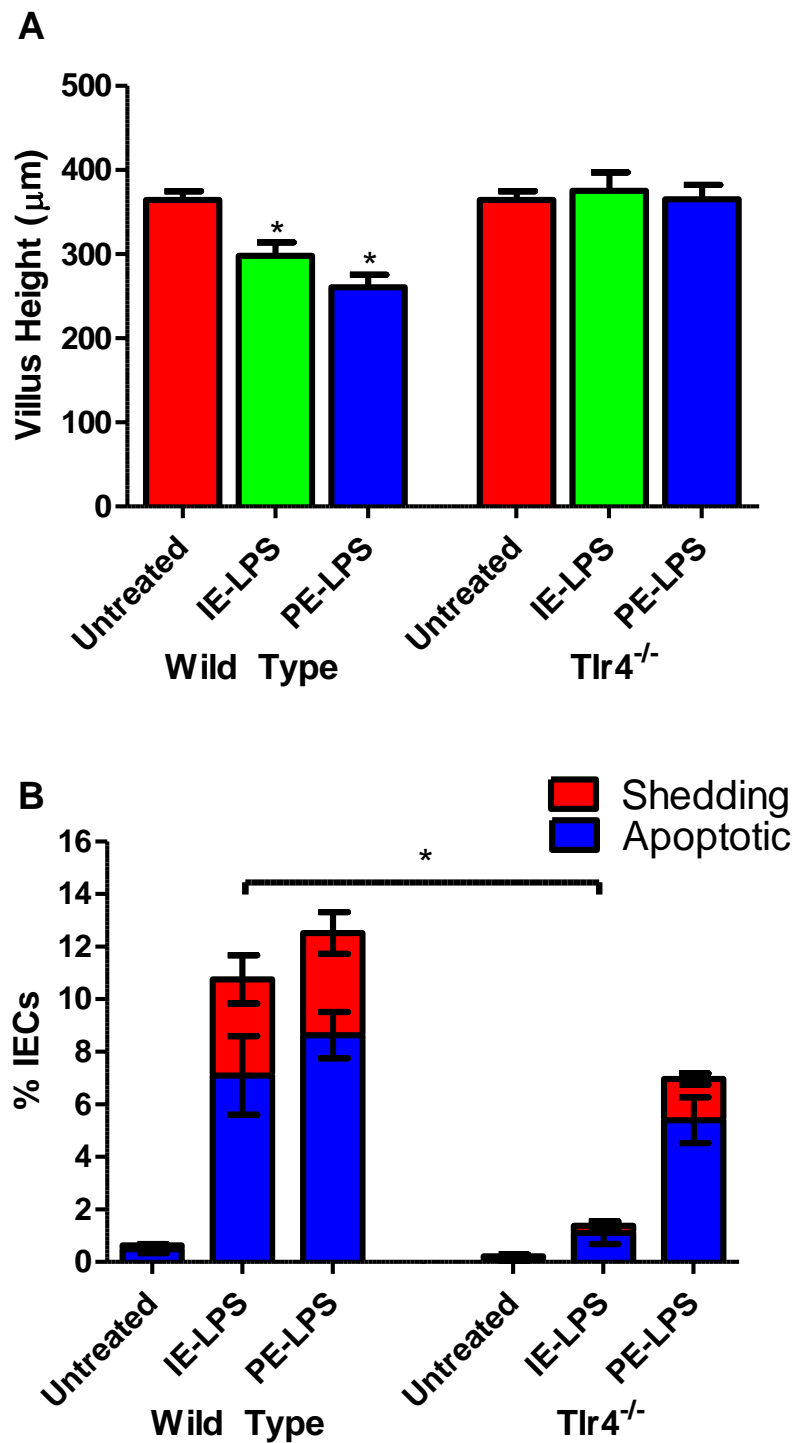 A
Villus Height (μm)
500
400
300
200
100
0
* *
Untreated IE-LPS PE-LPS Untreated IE-LPS PE-LPS
Wild Type Tlr4-/-
B
Shedding
Apoptotic
*
% IECs
16
14
12
10
8
6
4
2
0
Untreated IE-LPS PE-LPS Untreated IE-LPS PE-LPS
Wild Type Tlr4-/-